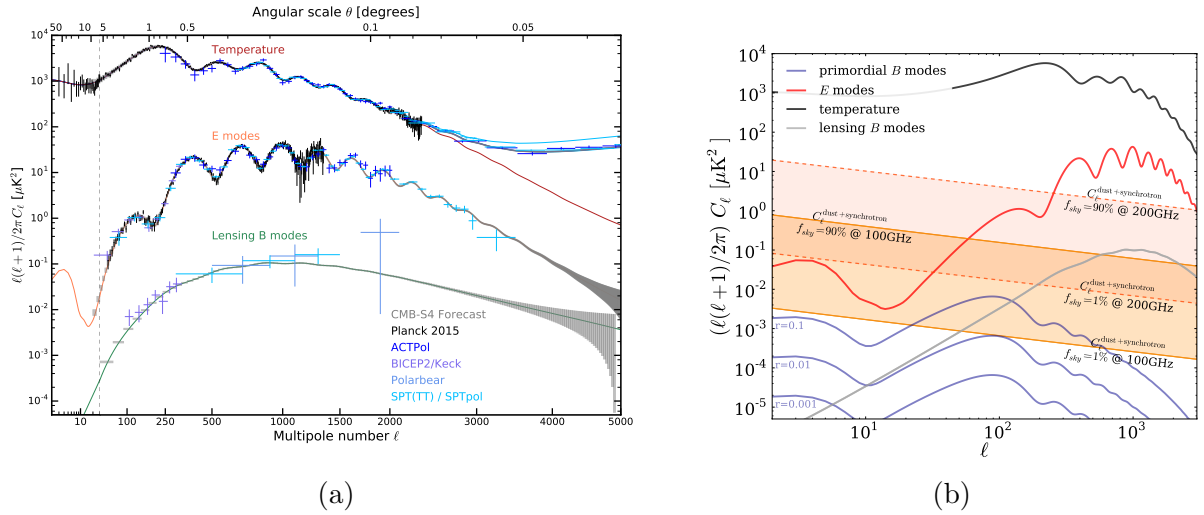 Angular scale θ [degrees]
50 10 5 1 0.5 0.1 0.05
10⁴
10³
10²
10¹
10⁰
10⁻¹
10⁻²
10⁻³
10⁻⁴
ℓ(ℓ+1)/2π C_ℓ [μK²]
Temperature
E modes
Lensing B modes
CMB-S4 Forecast
Planck 2015
ACTPol
BICEP2/Keck
Polarbear
SPT(TT) / SPTpol
10 100 250 500 1000 1500 2000 3000 4000 5000
Multipole number ℓ
(a)
10⁴
10³
10²
10¹
10⁰
10⁻¹
10⁻²
10⁻³
10⁻⁴
10⁻⁵
(ℓ(ℓ+1)/2π) C_ℓ [μK²]
primordial B modes
E modes
temperature
lensing B modes
C_ℓ^dust+synchrotron
f_sky=90% @ 200GHz
C_ℓ^dust+synchrotron
f_sky=90% @ 100GHz
C_ℓ^dust+synchrotron
f_sky=1% @ 200GHz
C_ℓ^dust+synchrotron
f_sky=1% @ 100GHz
r=0.1
r=0.01
r=0.001
10¹ 10² 10³
ℓ
(b)